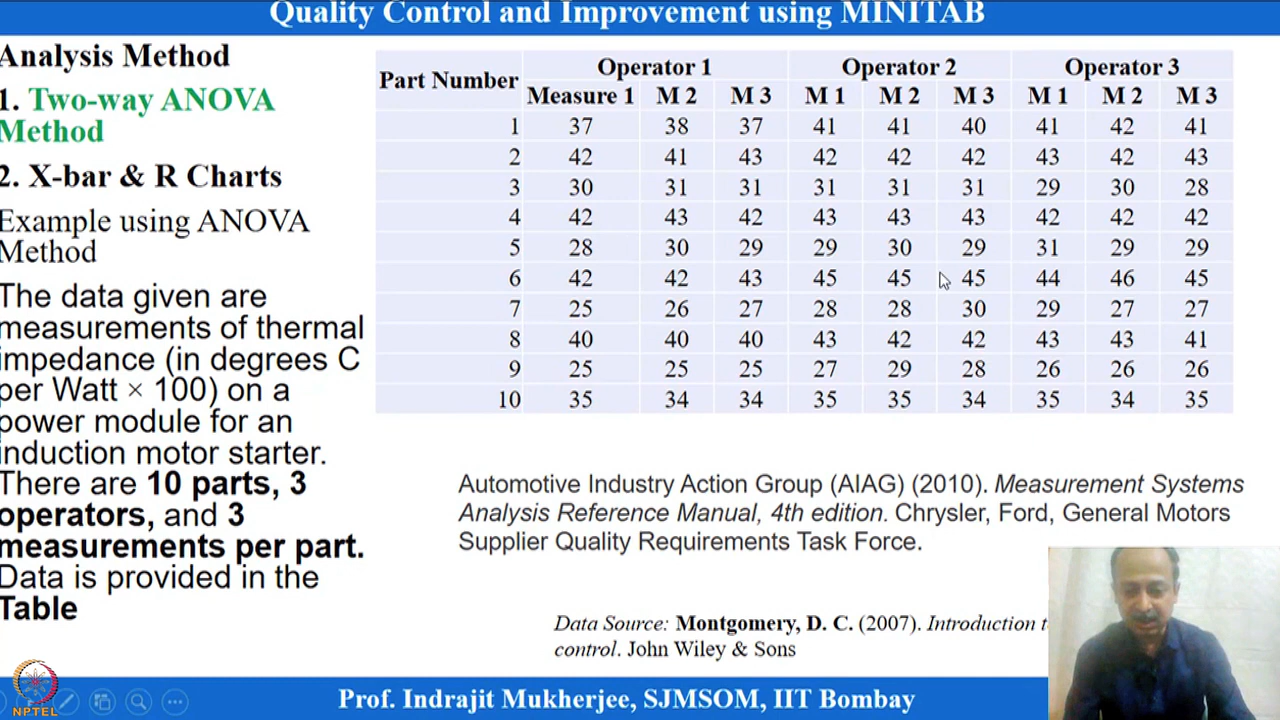 Quality Control and Improvement using MINITAB
Analysis Method
1. Two-way ANOVA
Method
2. X-bar & R Charts
Example using ANOVA
Method
The data given are
measurements of thermal
impedance (in degrees C
per Watt × 100) on a
power module for an
induction motor starter.
There are 10 parts, 3
operators, and 3
measurements per part.
Data is provided in the
Table
Part Number Operator 1 Operator 2 Operator 3
Measure 1 M 2 M 3 M 1 M 2 M 3 M 1 M 2 M 3
1 37 38 37 41 41 40 41 42 41
2 42 41 43 42 42 42 43 42 43
3 30 31 31 31 31 31 29 30 28
4 42 43 42 43 43 43 42 42 42
5 28 30 29 29 30 29 31 29 29
6 42 42 43 45 45 45 44 46 45
7 25 26 27 28 28 30 29 27 27
8 40 40 40 43 42 42 43 43 41
9 25 25 25 27 29 28 26 26 26
10 35 34 34 35 35 34 35 34 35
Automotive Industry Action Group (AIAG) (2010). Measurement Systems
Analysis Reference Manual, 4th edition. Chrysler, Ford, General Motors
Supplier Quality Requirements Task Force.
Data Source: Montgomery, D. C. (2007). Introduction
control. John Wiley & Sons
Prof. Indrajit Mukherjee, SJMSOM, IIT Bombay
NPTEL